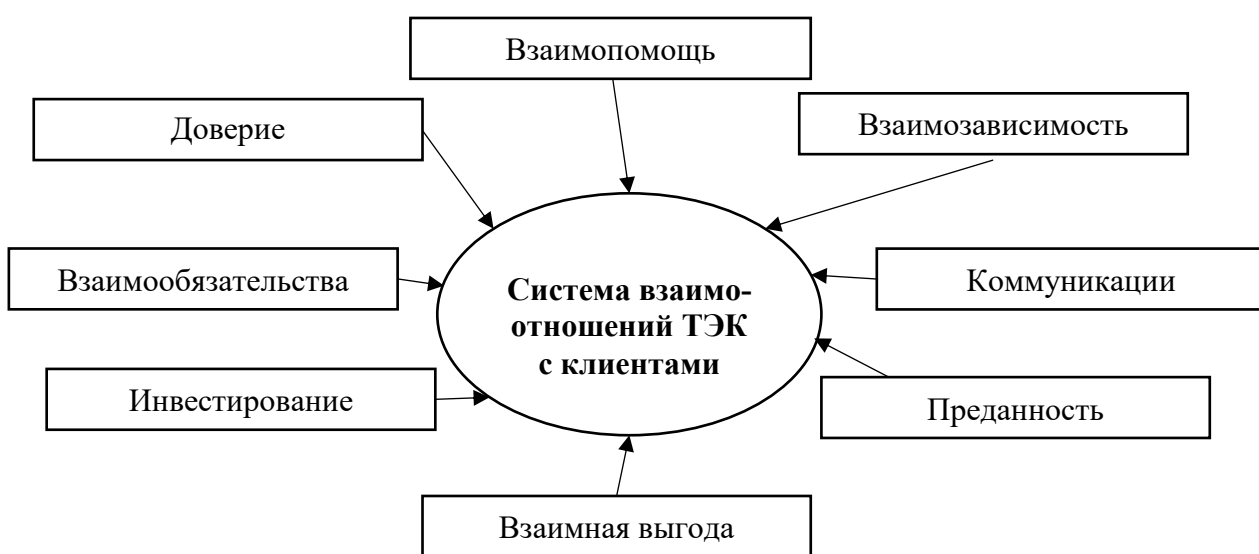 Взаимопомощь
Доверие
Взаимозависимость
Взаимообязательства
Система взаимо-
отношений ТЭК
с клиентами
Коммуникации
Инвестирование
Преданность
Взаимная выгода